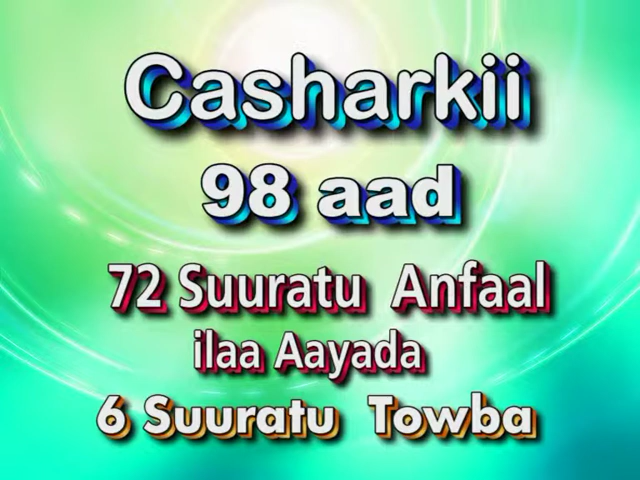 Casharkii
98 aad
72 Suuratu Anfaal
ilaa Aayada
6 Suuratu Towba